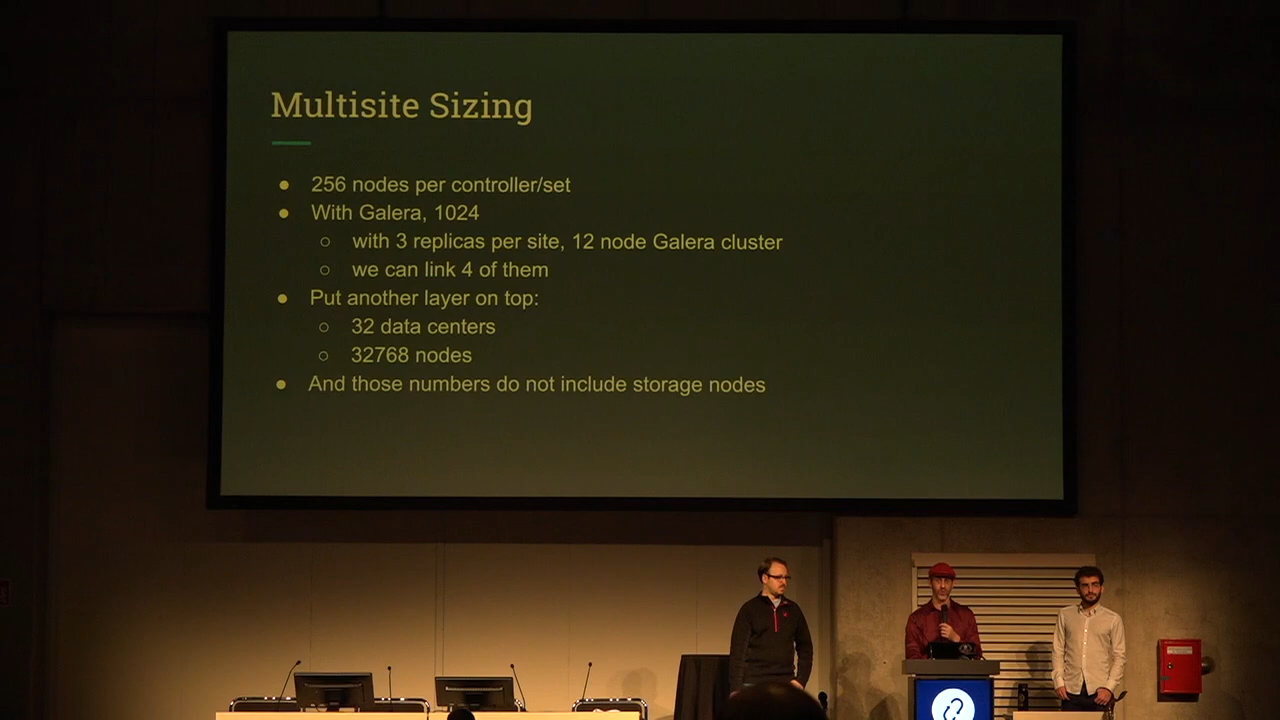 Multisite Sizing
● 256 nodes per controller/set
● With Galera, 1024
○ with 3 replicas per site, 12 node Galera cluster
○ we can link 4 of them
● Put another layer on top:
○ 32 data centers
○ 32768 nodes
● And those numbers do not include storage nodes